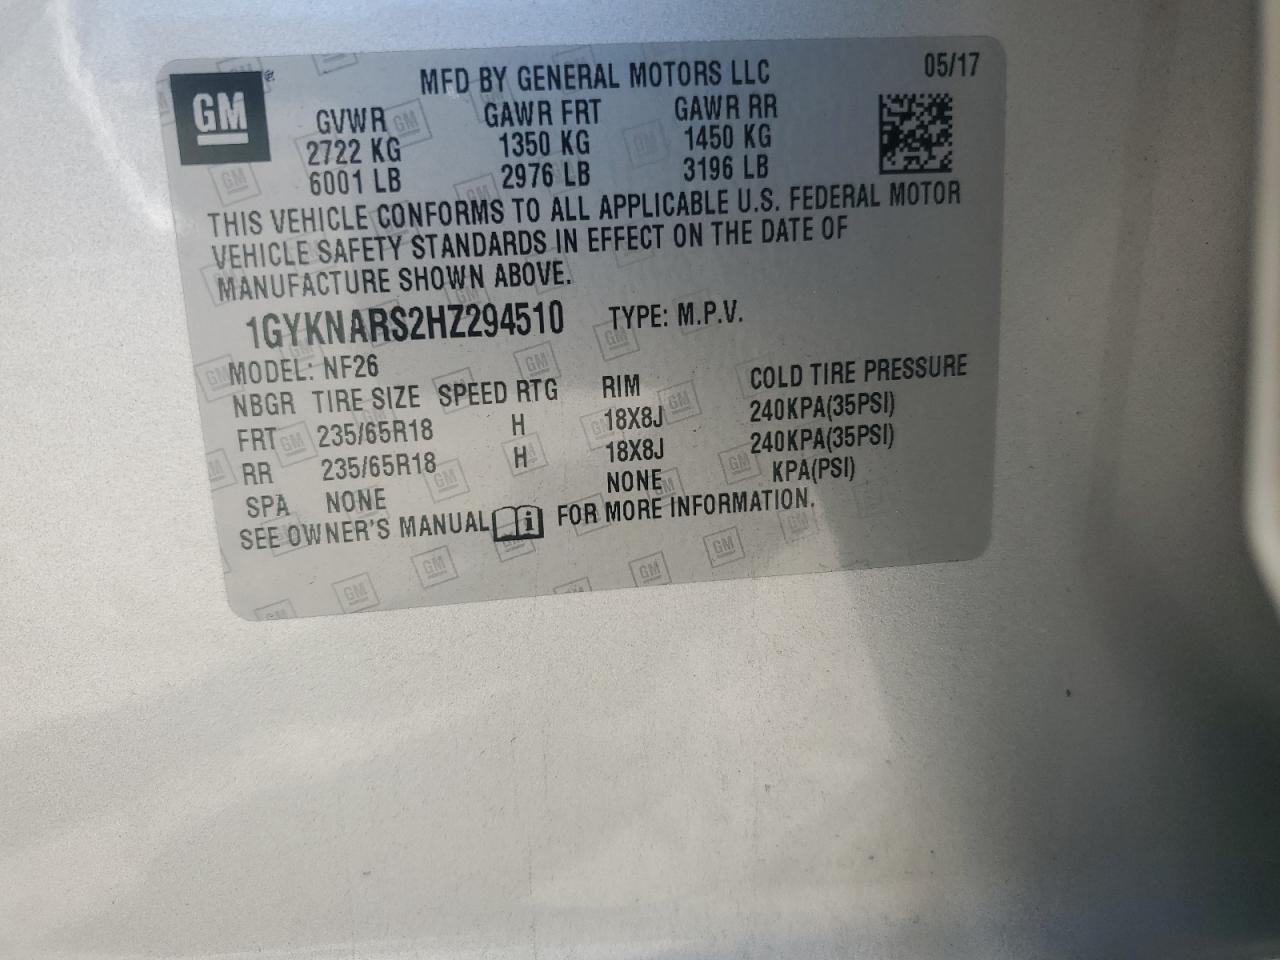 GM ®
MFD BY GENERAL MOTORS LLC 05/17
GVWR GAWR FRT GAWR RR
2722 KG 1350 KG 1450 KG
6001 LB 2976 LB 3196 LB
THIS VEHICLE CONFORMS TO ALL APPLICABLE U.S. FEDERAL MOTOR
VEHICLE SAFETY STANDARDS IN EFFECT ON THE DATE OF
MANUFACTURE SHOWN ABOVE.
1GYKNARS2HZ294510 TYPE: M.P.V.
MODEL: NF26
NBGR TIRE SIZE SPEED RTG RIM COLD TIRE PRESSURE
FRT 235/65R18 H 18X8J 240KPA(35PSI)
RR 235/65R18 H 18X8J 240KPA(35PSI)
SPA NONE NONE KPA(PSI)
SEE OWNER'S MANUAL i FOR MORE INFORMATION.